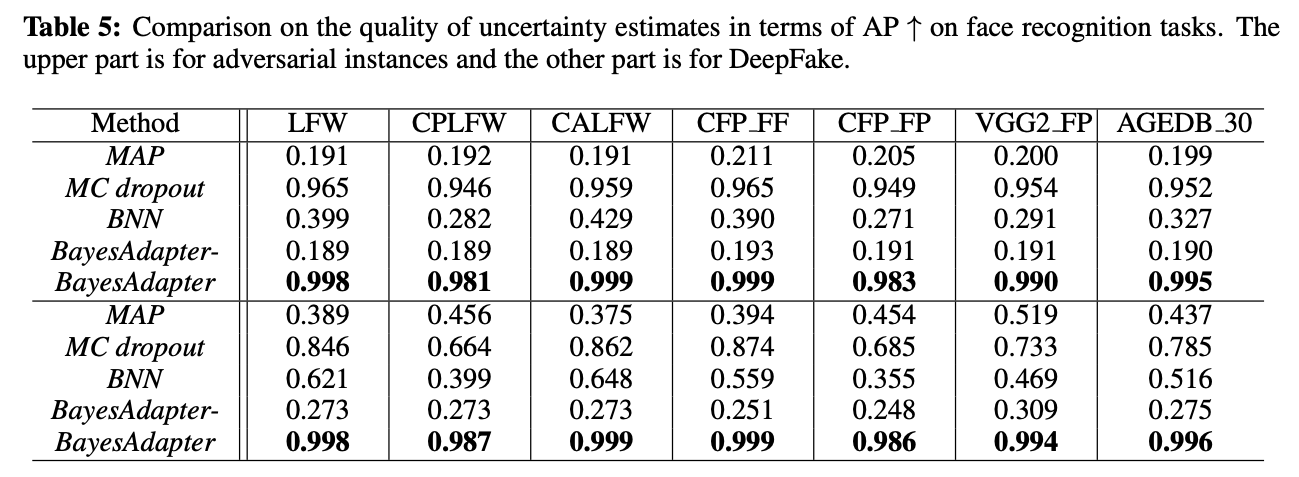 Table 5: Comparison on the quality of uncertainty estimates in terms of AP ↑ on face recognition tasks. The
upper part is for adversarial instances and the other part is for DeepFake.
Method LFW CPLFW CALFW CFP_FF CFP_FP VGG2_FP AGEDB_30
MAP 0.191 0.192 0.191 0.211 0.205 0.200 0.199
MC dropout 0.965 0.946 0.959 0.965 0.949 0.954 0.952
BNN 0.399 0.282 0.429 0.390 0.271 0.291 0.327
BayesAdapter- 0.189 0.189 0.189 0.193 0.191 0.191 0.190
BayesAdapter 0.998 0.981 0.999 0.999 0.983 0.990 0.995
MAP 0.389 0.456 0.375 0.394 0.454 0.519 0.437
MC dropout 0.846 0.664 0.862 0.874 0.685 0.733 0.785
BNN 0.621 0.399 0.648 0.559 0.355 0.469 0.516
BayesAdapter- 0.273 0.273 0.273 0.251 0.248 0.309 0.275
BayesAdapter 0.998 0.987 0.999 0.999 0.986 0.994 0.996